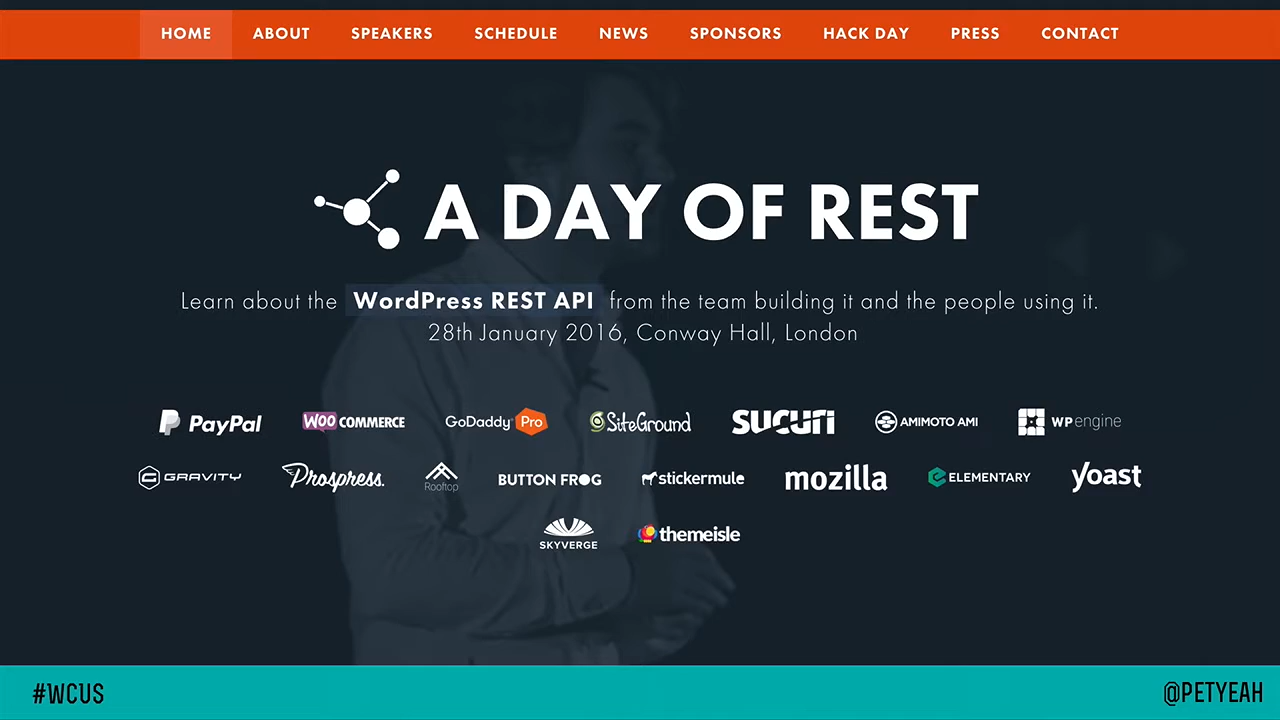 HOME ABOUT SPEAKERS SCHEDULE NEWS SPONSORS HACK DAY PRESS CONTACT
A DAY OF REST
Learn about the WordPress REST API from the team building it and the people using it.
28th January 2016, Conway Hall, London
PayPal WOO COMMERCE GoDaddy Pro SiteGround SUCURI AMIMOTO AMI WP engine
GRAVITY Prospress. Rooftop BUTTON FROG stickermule mozilla ELEMENTARY yoast
SKYVERGE themeisle
#WCUS @PETYEAH